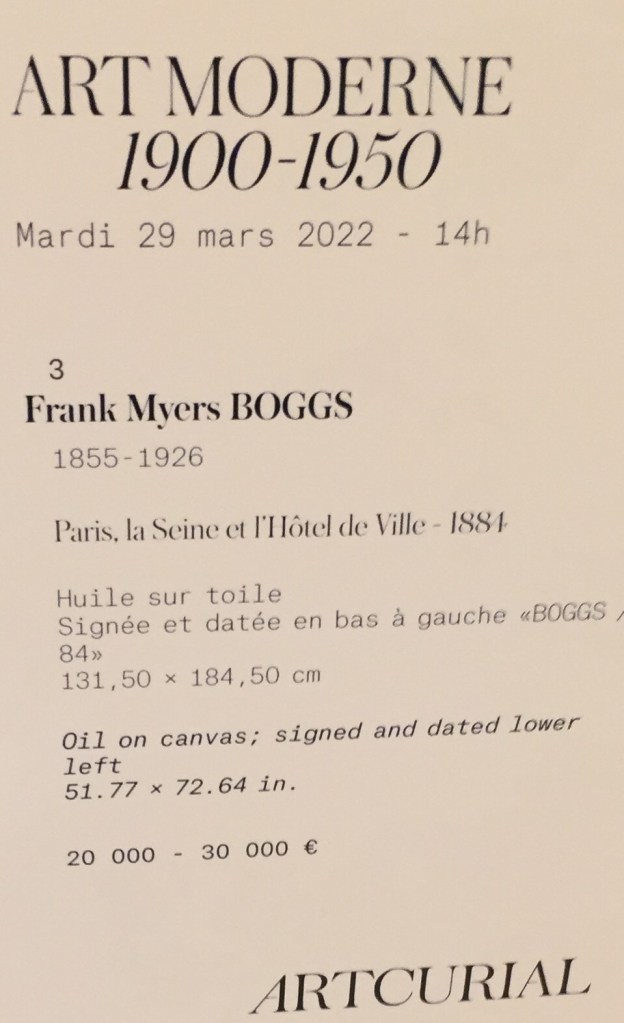 ART MODERNE
1900-1950
Mardi 29 mars 2022 - 14h
3
Frank Myers BOGGS
1855-1926
Paris, la Seine et l'Hôtel de Ville - 1884
Huile sur toile
Signée et datée en bas à gauche «BOGGS /
84»
131,50 × 184,50 cm
Oil on canvas; signed and dated lower
left
51.77 × 72.64 in.
20 000 - 30 000 €
ARTCURIAL